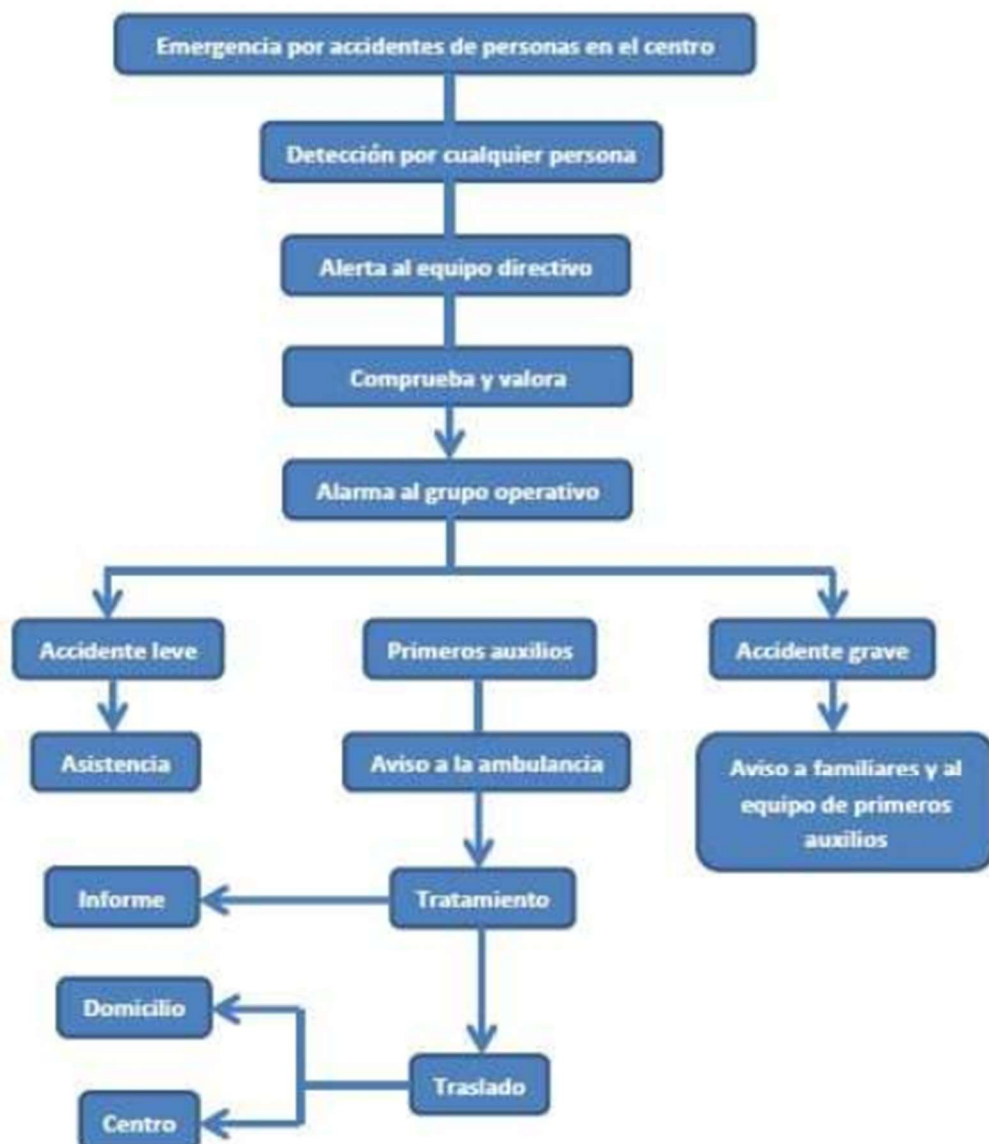 Emergencia por accidentes de personas en el centro
Detección por cualquier persona
Alerta al equipo directivo
Comprueba y valora
Alarma al grupo operativo
Accidente leve
Primeros auxilios
Accidente grave
Asistencia
Aviso a la ambulancia
Aviso a familiares y al
equipo de primeros
auxilios
Informe
Tratamiento
Domicilio
Traslado
Centro